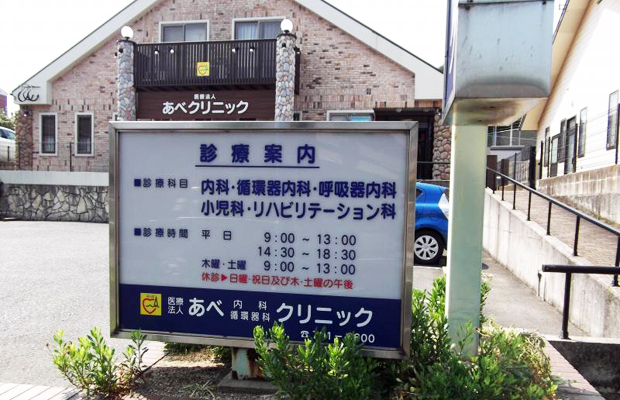 医療法人
あべクリニック
診療案内
■診療科目 内科・循環器内科・呼吸器内科
小児科・リハビリテーション科
■診療時間 平日 9:00～13:00
14:30～18:30
木曜・土曜 9:00～13:00
休診▶日曜・祝日及び木・土曜の午後
医療法人 あべ 内科循環器科 クリニック